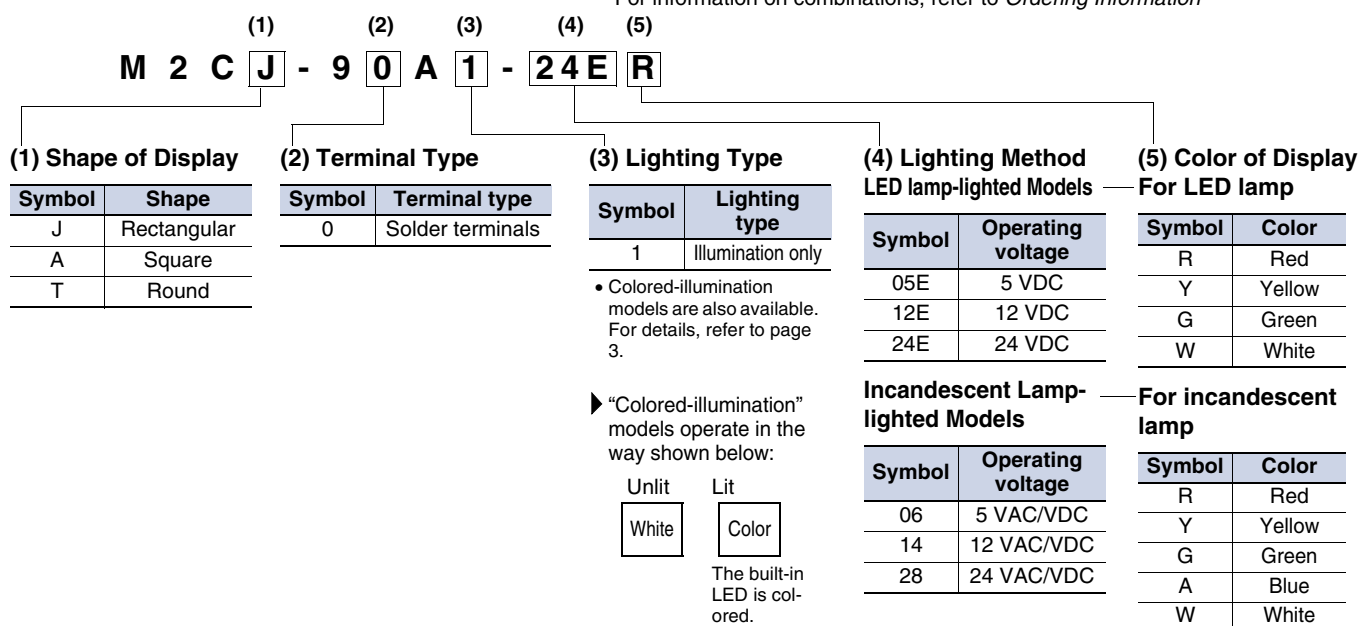 For information on combinations, refer to Ordering Information
(1) (2) (3) (4) (5)
M 2 C J - 9 0 A 1 - 24E R
(1) Shape of Display
Symbol Shape
J Rectangular
A Square
T Round
(2) Terminal Type
Symbol Terminal type
0 Solder terminals
(3) Lighting Type
Symbol Lighting
type
1 Illumination only
• Colored-illumination
models are also available.
For details, refer to page
3.
“Colored-illumination”
models operate in the
way shown below:
Unlit Lit
White Color
The built-in
LED is col-
ored.
(4) Lighting Method
LED lamp-lighted Models
Symbol Operating
voltage
05E 5 VDC
12E 12 VDC
24E 24 VDC
Incandescent Lamp-
lighted Models
Symbol Operating
voltage
06 5 VAC/VDC
14 12 VAC/VDC
28 24 VAC/VDC
(5) Color of Display
For LED lamp
Symbol Color
R Red
Y Yellow
G Green
W White
For incandescent
lamp
Symbol Color
R Red
Y Yellow
G Green
A Blue
W White